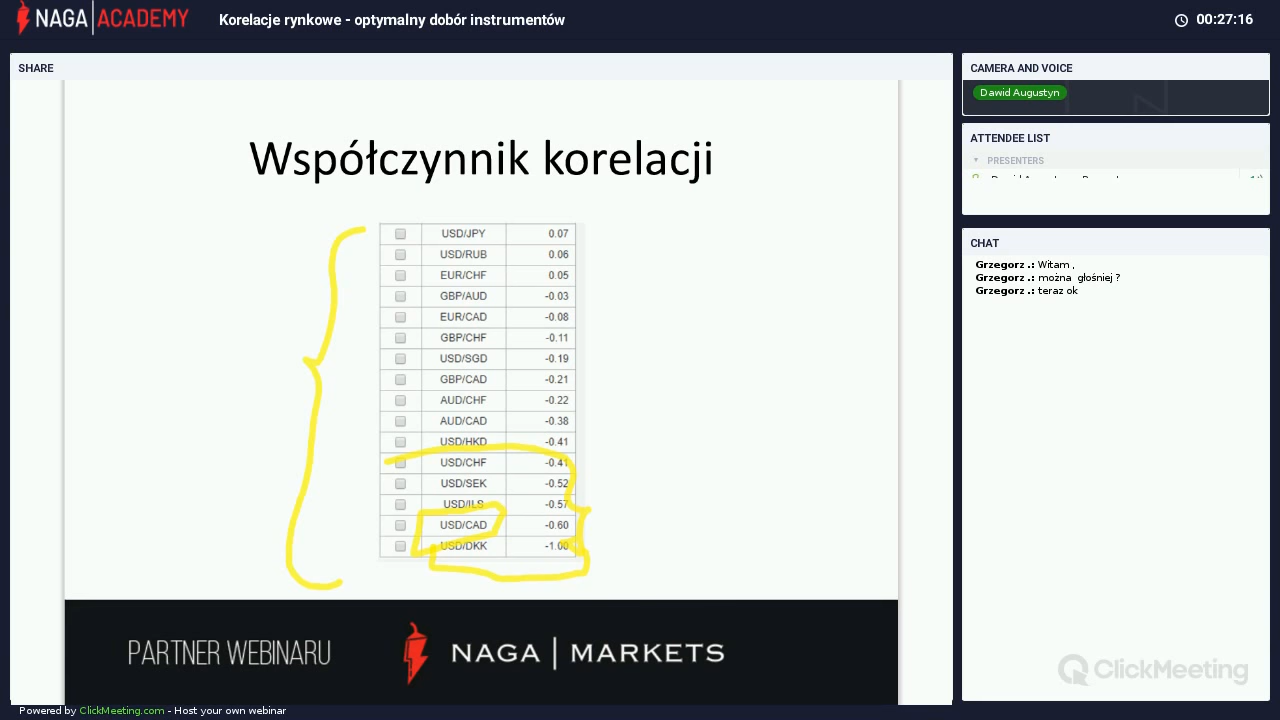 NAGA ACADEMY
Korelacje rynkowe - optymalny dobór instrumentów
00:27:16
SHARE
Współczynnik korelacji
USD/JPY 0.07
USD/RUB 0.06
EUR/CHF 0.05
GBP/AUD -0.03
EUR/CAD -0.08
GBP/CHF -0.11
USD/SGD -0.19
GBP/CAD -0.21
AUD/CHF -0.22
AUD/CAD -0.38
USD/HKD -0.41
USD/CHF -0.41
USD/SEK -0.52
USD/ILS -0.57
USD/CAD -0.60
USD/DKK -1.00
PARTNER WEBINARU
NAGA | MARKETS
CAMERA AND VOICE
Dawid Augustyn
ATTENDEE LIST
PRESENTERS
CHAT
Grzegorz .: Witam ,
Grzegorz .: można głośniej ?
Grzegorz .: teraz ok
ClickMeeting
Powered by ClickMeeting.com - Host your own webinar